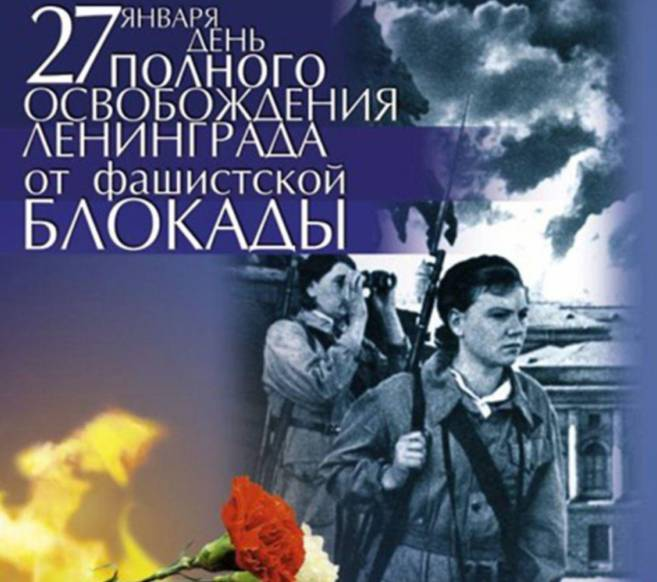 27 ЯНВАРЯ
ДЕНЬ
ПОЛНОГО
ОСВОБОЖДЕНИЯ
ЛЕНИНГРАДА
от фашистской
БЛОКАДЫ